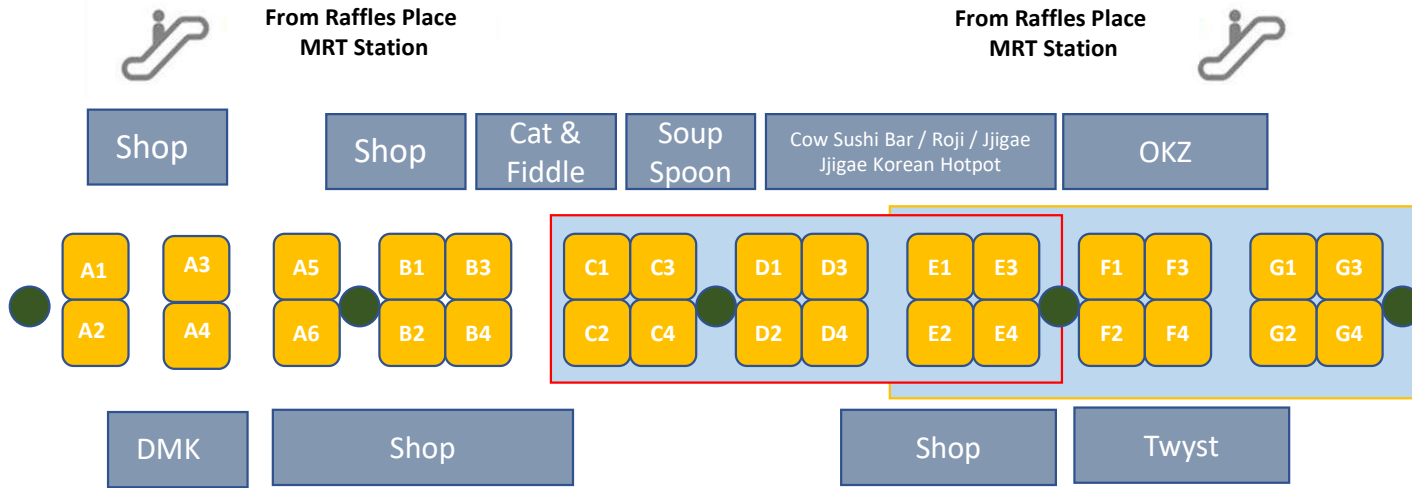 From Raffles Place
MRT Station
From Raffles Place
MRT Station
Shop
Shop
Cat &
Fiddle
Soup
Spoon
Cow Sushi Bar / Roji / Jjigae
Jjigae Korean Hotpot
OKZ
A1
A3
A5
B1
B3
C1
C3
D1
D3
E1
E3
F1
F3
G1
G3
A2
A4
A6
B2
B4
C2
C4
D2
D4
E2
E4
F2
F4
G2
G4
DMK
Shop
Shop
Twyst